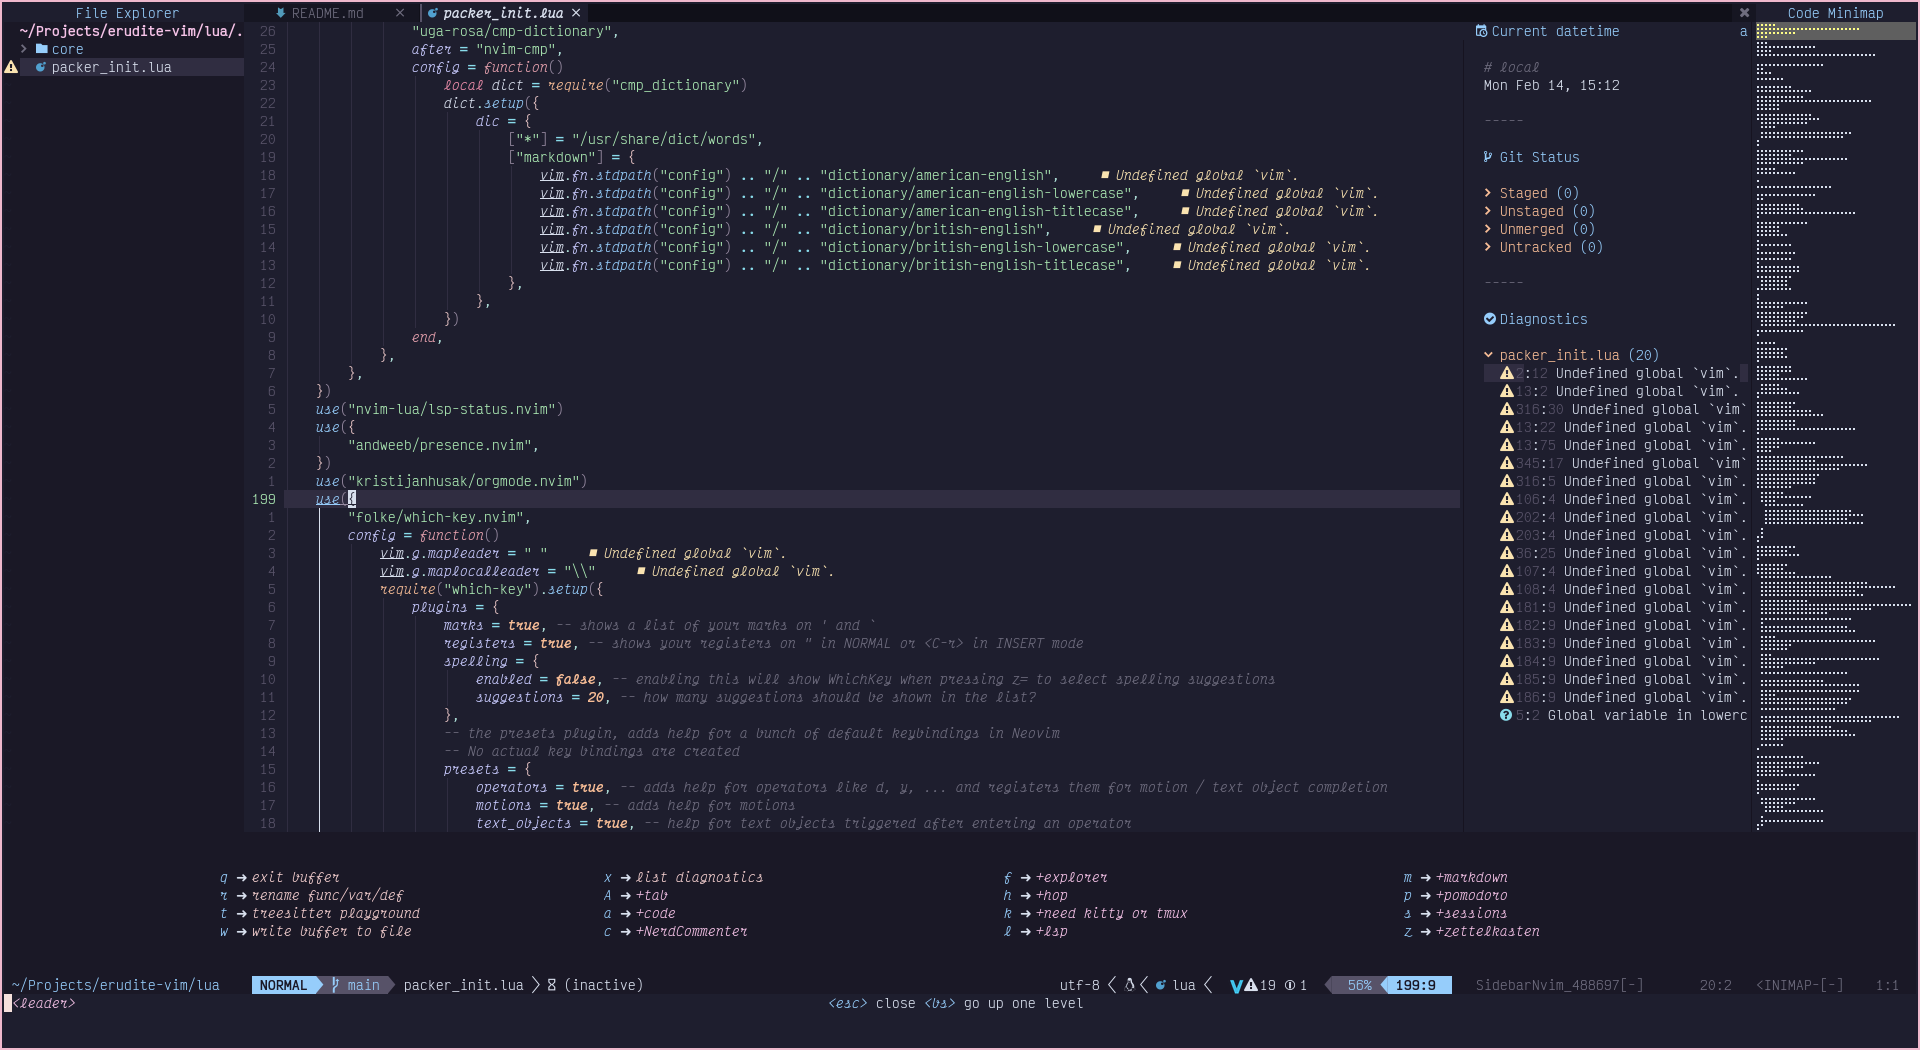 File Explorer
README.md ✕
packer_init.lua ✕
✖
Code Minimap
~/Projects/erudite-vim/lua/.
core
packer_init.lua
26 "uga-rosa/cmp-dictionary",
25 after = "nvim-cmp",
24 config = function()
23 local dict = require("cmp_dictionary")
22 dict.setup({
21 dic = {
20 ["*"] = "/usr/share/dict/words",
19 ["markdown"] = {
18 vim.fn.stdpath("config") .. "/" .. "dictionary/american-english", ■ Undefined global `vim`.
17 vim.fn.stdpath("config") .. "/" .. "dictionary/american-english-lowercase", ■ Undefined global `vim`.
16 vim.fn.stdpath("config") .. "/" .. "dictionary/american-english-titlecase", ■ Undefined global `vim`.
15 vim.fn.stdpath("config") .. "/" .. "dictionary/british-english", ■ Undefined global `vim`.
14 vim.fn.stdpath("config") .. "/" .. "dictionary/british-english-lowercase", ■ Undefined global `vim`.
13 vim.fn.stdpath("config") .. "/" .. "dictionary/british-english-titlecase", ■ Undefined global `vim`.
12 },
11 },
10 })
9 end,
8 },
7 },
6 })
5 use("nvim-lua/lsp-status.nvim")
4 use({
3 "andweeb/presence.nvim",
2 })
1 use("kristijanhusak/orgmode.nvim")
199 use({
1 "folke/which-key.nvim",
2 config = function()
3 vim.g.mapleader = " " ■ Undefined global `vim`.
4 vim.g.maplocalleader = "\\" ■ Undefined global `vim`.
5 require("which-key").setup({
6 plugins = {
7 marks = true, -- shows a list of your marks on ' and `
8 registers = true, -- shows your registers on " in NORMAL or <C-r> in INSERT mode
9 spelling = {
10 enabled = false, -- enabling this will show WhichKey when pressing z= to select spelling suggestions
11 suggestions = 20, -- how many suggestions should be shown in the list?
12 },
13 -- the presets plugin, adds help for a bunch of default keybindings in Neovim
14 -- No actual key bindings are created
15 presets = {
16 operators = true, -- adds help for operators like d, y, ... and registers them for motion / text object completion
17 motions = true, -- adds help for motions
18 text_objects = true, -- help for text objects triggered after entering an operator
Current datetime a
# local
Mon Feb 14, 15:12
-----
Git Status
Staged (0)
Unstaged (0)
Unmerged (0)
Untracked (0)
-----
Diagnostics
packer_init.lua (20)
2:12 Undefined global `vim`.
13:2 Undefined global `vim`.
316:30 Undefined global `vim`
13:22 Undefined global `vim`.
13:75 Undefined global `vim`.
345:17 Undefined global `vim`
316:5 Undefined global `vim`.
106:4 Undefined global `vim`.
202:4 Undefined global `vim`.
203:4 Undefined global `vim`.
36:25 Undefined global `vim`.
107:4 Undefined global `vim`.
108:4 Undefined global `vim`.
181:9 Undefined global `vim`.
182:9 Undefined global `vim`.
183:9 Undefined global `vim`.
184:9 Undefined global `vim`.
185:9 Undefined global `vim`.
186:9 Undefined global `vim`.
5:2 Global variable in lowerc
q ➜ exit buffer x ➜ list diagnostics f ➜ +explorer m ➜ +markdown
r ➜ rename func/var/def A ➜ +tab h ➜ +hop p ➜ +pomodoro
t ➜ treesitter playground a ➜ +code k ➜ +need kitty or tmux s ➜ +sessions
w ➜ write buffer to file c ➜ +NerdCommenter l ➜ +lsp z ➜ +zettelkasten
~/Projects/erudite-vim/lua NORMAL main packer_init.lua (inactive) utf-8 lua 19 1 56% 199:9 SidebarNvim_488697[-] 20:2 <INIMAP-[-] 1:1
<leader> <esc> close <bs> go up one level